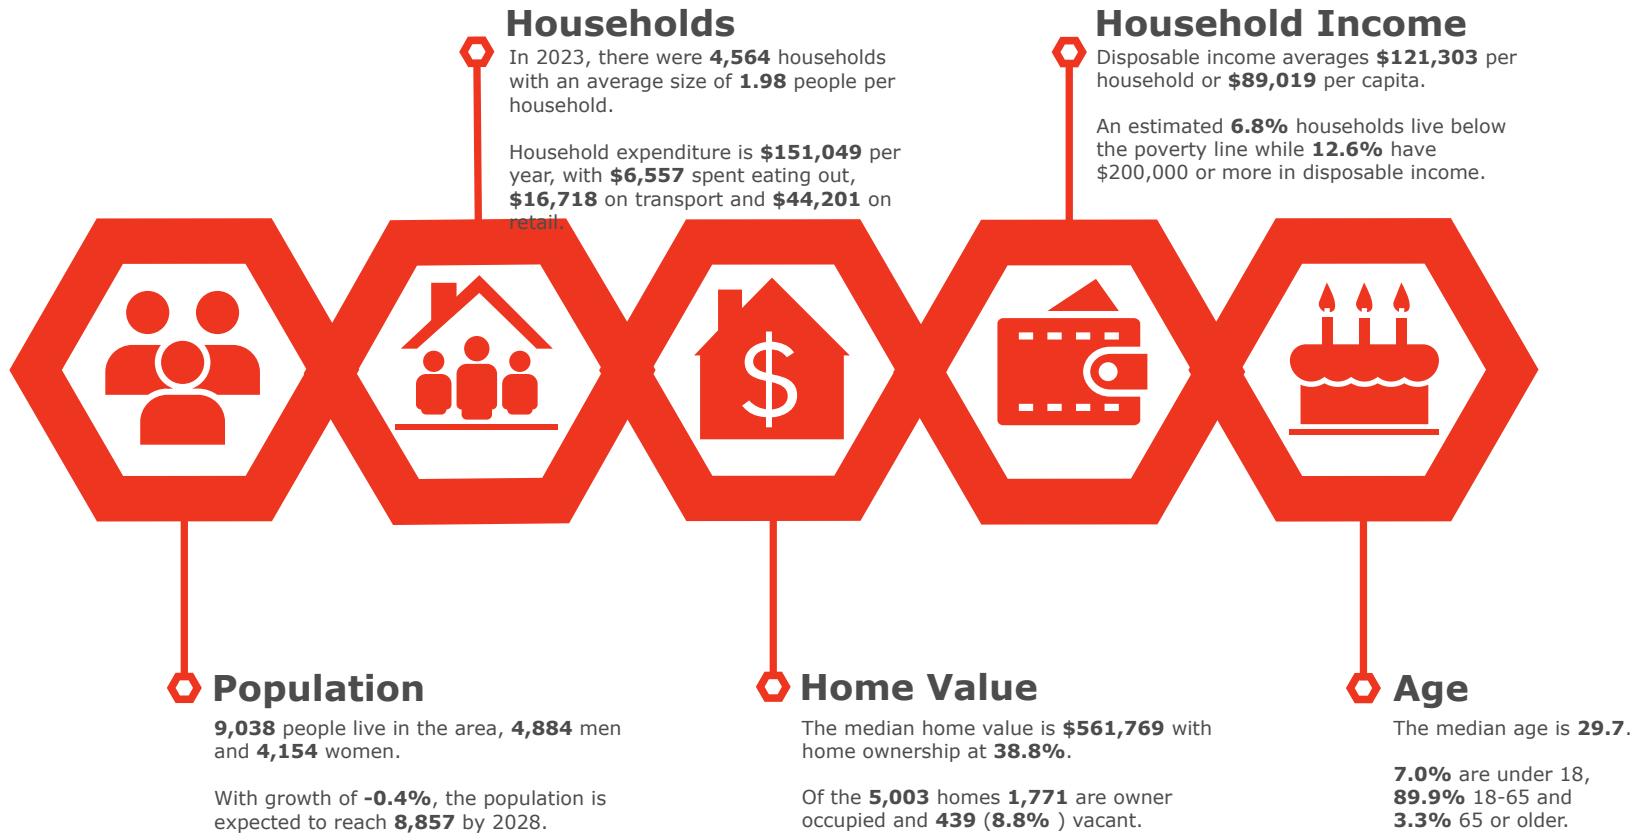 Households
In 2023, there were 4,564 households
with an average size of 1.98 people per
household.
Household expenditure is $151,049 per
year, with $6,557 spent eating out,
$16,718 on transport and $44,201 on
retail.
Household Income
Disposable income averages $121,303 per
household or $89,019 per capita.
An estimated 6.8% households live below
the poverty line while 12.6% have
$200,000 or more in disposable income.
$
Population
9,038 people live in the area, 4,884 men
and 4,154 women.
With growth of -0.4%, the population is
expected to reach 8,857 by 2028.
Home Value
The median home value is $561,769 with
home ownership at 38.8%.
Of the 5,003 homes 1,771 are owner
occupied and 439 (8.8% ) vacant.
Age
The median age is 29.7.
7.0% are under 18,
89.9% 18-65 and
3.3% 65 or older.